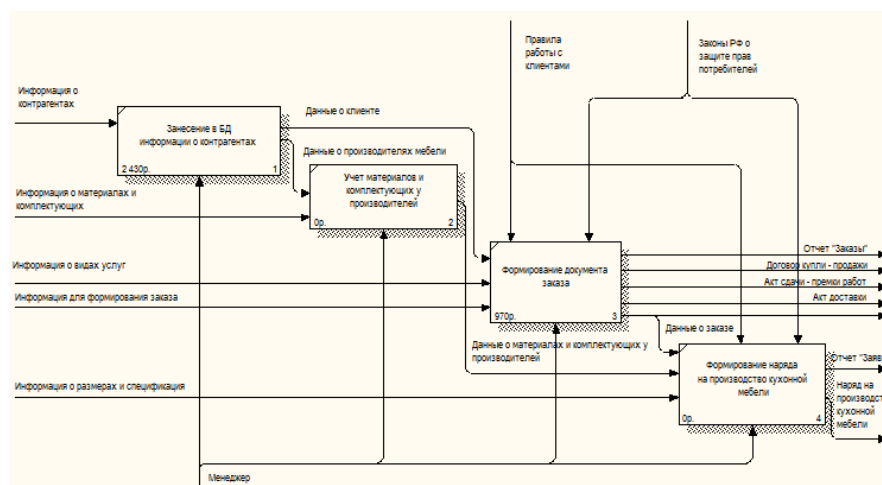 Правила
работы с
клиентами
Законы РФ о
защите прав
потребителей
Информация о
контрагентах
Занесение в БД
информации о контрагентах
2 430р. 1
Данные о клиенте
Данные о производителях мебели
Учет материалов и
комплектующих у
производителей
0р. 2
Информация о материалах и
комплектующих
Информация о видах услуг
Информация для формирования заказа
Формирование документа
заказа
970р. 3
Отчет "Заказы"
Договор купли - продажи
Акт сдачи - премки работ
Акт доставки
Данные о заказе
Данные о материалах и комплектующих у
производителей
Формирование наряда
на производство кухонной
мебели
0р. 4
Отчет "Заяв
Наряд на
производст
кухонной
мебели
Информация о размерах и спецификация
Менеджер